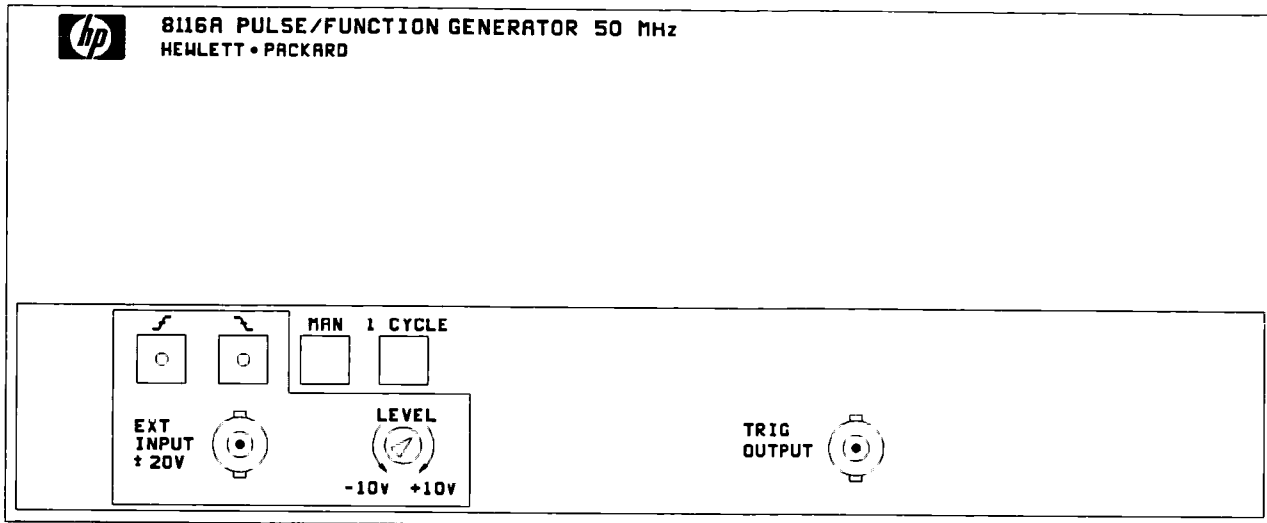 hp
8116A PULSE/FUNCTION GENERATOR 50 MHz
HEWLETT•PACKARD
MAN
1 CYCLE
EXT
INPUT
± 20V
LEVEL
-10V +10V
TRIG
OUTPUT